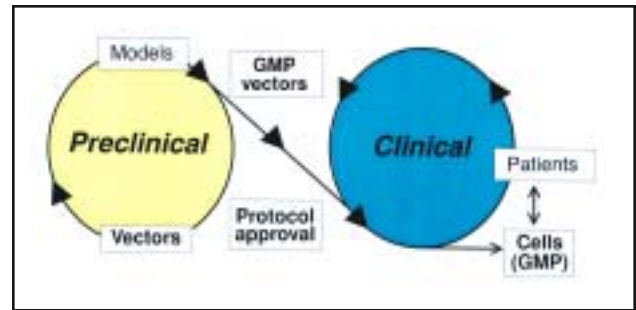 Models
GMP
vectors
Preclinical
Clinical
Patients
Vectors
Protocol
approval
Cells
(GMP)